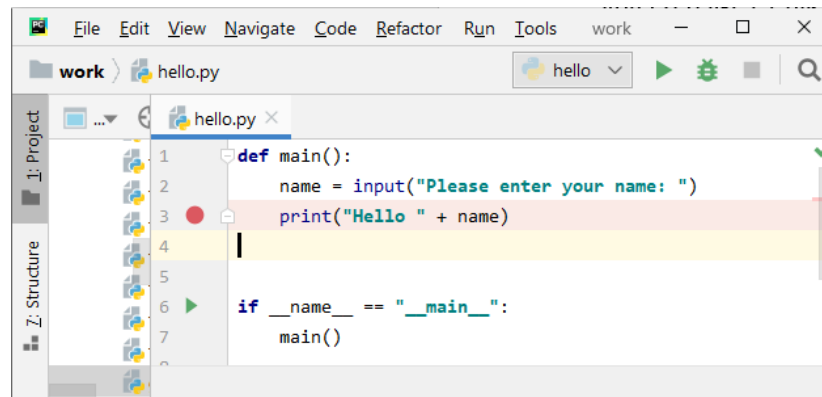 PC File Edit View Navigate Code Refactor Run Tools work
work hello.py hello
1: Project ... hello.py
1 def main():
2 name = input("Please enter your name: ")
3 print("Hello " + name)
4
5
6 if __name__ == "__main__":
7 main()
Z: Structure